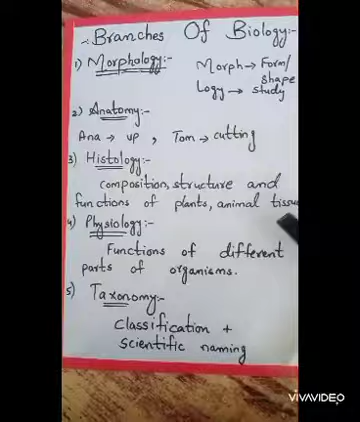 Branches Of Biology:-
1) Morphology:- Morph → Form/
shape
Logy → study
2) Anatomy:-
Ana → up , Tom → cutting
3) Histology:-
composition, structure and
functions of plants, animal tissue
4) Physiology:-
Functions of different
parts of organisms.
5) Taxonomy:-
Classification +
scientific naming
VIVAVIDEO